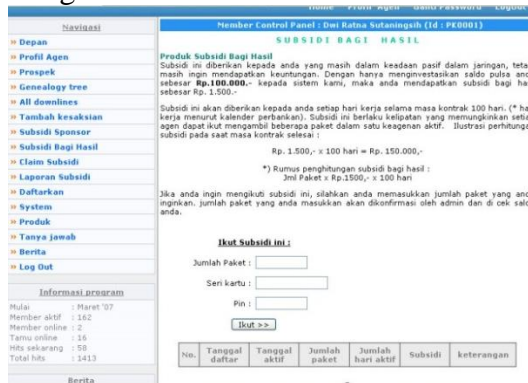 Home Profil Agen Ganti Password Logout
Navigasi
» Depan
» Profil Agen
» Prospek
» Genealogy tree
» All downlines
» Tambah kesaksian
» Subsidi Sponsor
» Subsidi Bagi Hasil
» Claim Subsidi
» Laporan Subsidi
» Daftarkan
» System
» Produk
» Tanya jawab
» Berita
» Log Out
Informasi program
Mulai : Maret '07
Member aktif : 162
Member online : 2
Tamu online : 16
Hits sekarang : 58
Total hits : 1413
Berita
Member Control Panel : Dwi Ratna Sutaningsih (Id : PK0001)
SUBSIDI BAGI HASIL
Produk Subsidi Bagi Hasil
Subsidi ini diberikan kepada anda yang masih dalam keadaan pasif dalam jaringan, teta
masih ingin mendapatkan keuntungan. Dengan hanya menginvestasikan saldo pulsa and
sebesar Rp.100.000.- kepada sistem kami, maka anda mendapatkan subsidi bagi has
sebesar Rp. 1.500.-
Subsidi ini akan diberikan kepada anda setiap hari kerja selama masa kontrak 100 hari. (* ha
kerja menurut kalender perbankan). Subsidi ini berlaku kelipatan yang memungkinkan setia
agen dapat ikut mengambil beberapa paket dalam satu keagenan aktif. Ilustrasi perhitunga
subsidi pada saat masa kontrak selesai :
Rp. 1.500,- x 100 hari = Rp. 150.000,-
*) Rumus penghitungan subsidi bagi hasil :
Jml Paket x Rp.1500,- x 100 hari
Jika anda ingin mengikuti subsidi ini, silahkan anda memasukkan jumlah paket yang and
inginkan. jumlah paket yang anda masukkan akan dikonfirmasi oleh admin dan di cek sald
anda.
Ikut Subsidi ini :
Jumlah Paket :
Seri kartu :
Pin :
Ikut >>
No. Tanggal daftar Tanggal aktif Jumlah paket Jumlah hari aktif Subsidi keterangan